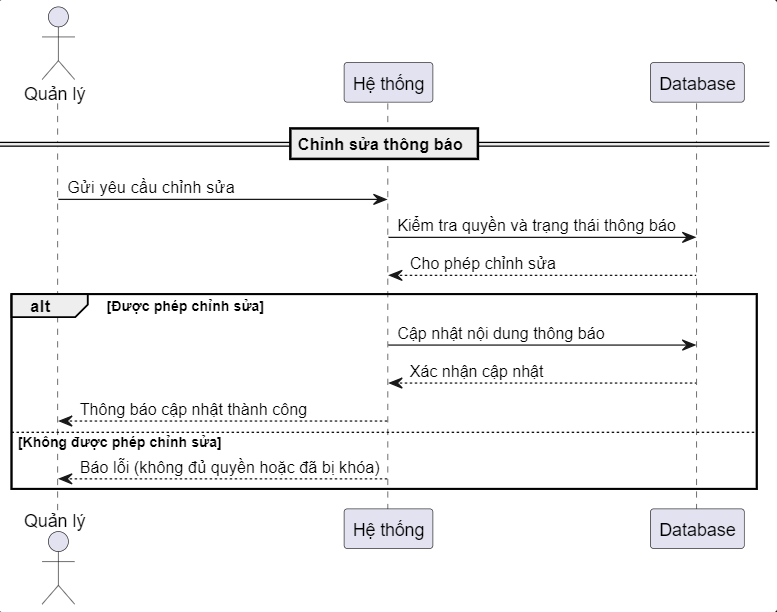 Quản lý
Hệ thống
Database
Chỉnh sửa thông báo
Gửi yêu cầu chỉnh sửa
Kiểm tra quyền và trạng thái thông báo
Cho phép chỉnh sửa
alt [Được phép chỉnh sửa]
Cập nhật nội dung thông báo
Xác nhận cập nhật
Thông báo cập nhật thành công
[Không được phép chỉnh sửa]
Báo lỗi (không đủ quyền hoặc đã bị khóa)
Quản lý
Hệ thống
Database